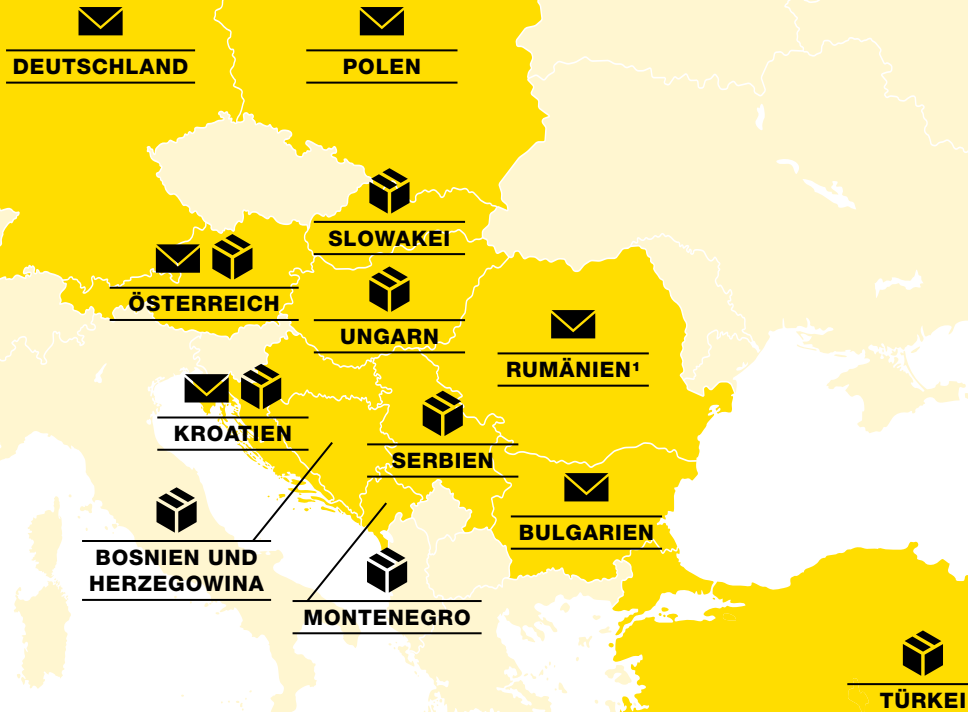 DEUTSCHLAND
POLEN
SLOWAKEI
ÖSTERREICH
UNGARN
RUMÄNIEN¹
KROATIEN
SERBIEN
BULGARIEN
BOSNIEN UND
HERZEGOWINA
MONTENEGRO
TÜRKEI